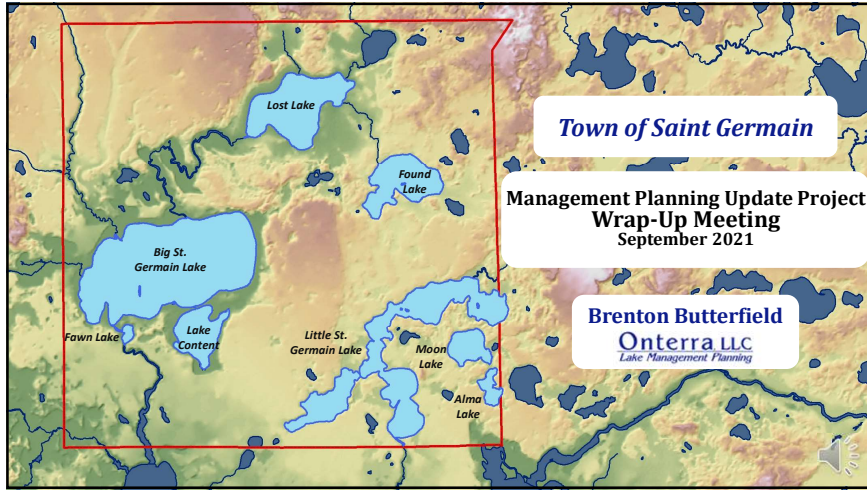 Lost Lake
Found
Lake
Big St.
Germain Lake
Fawn Lake
Lake
Content
Little St.
Germain Lake
Moon
Lake
Alma
Lake
Town of Saint Germain
Management Planning Update Project
Wrap-Up Meeting
September 2021
Brenton Butterfield
Onterra, LLC
Lake Management Planning